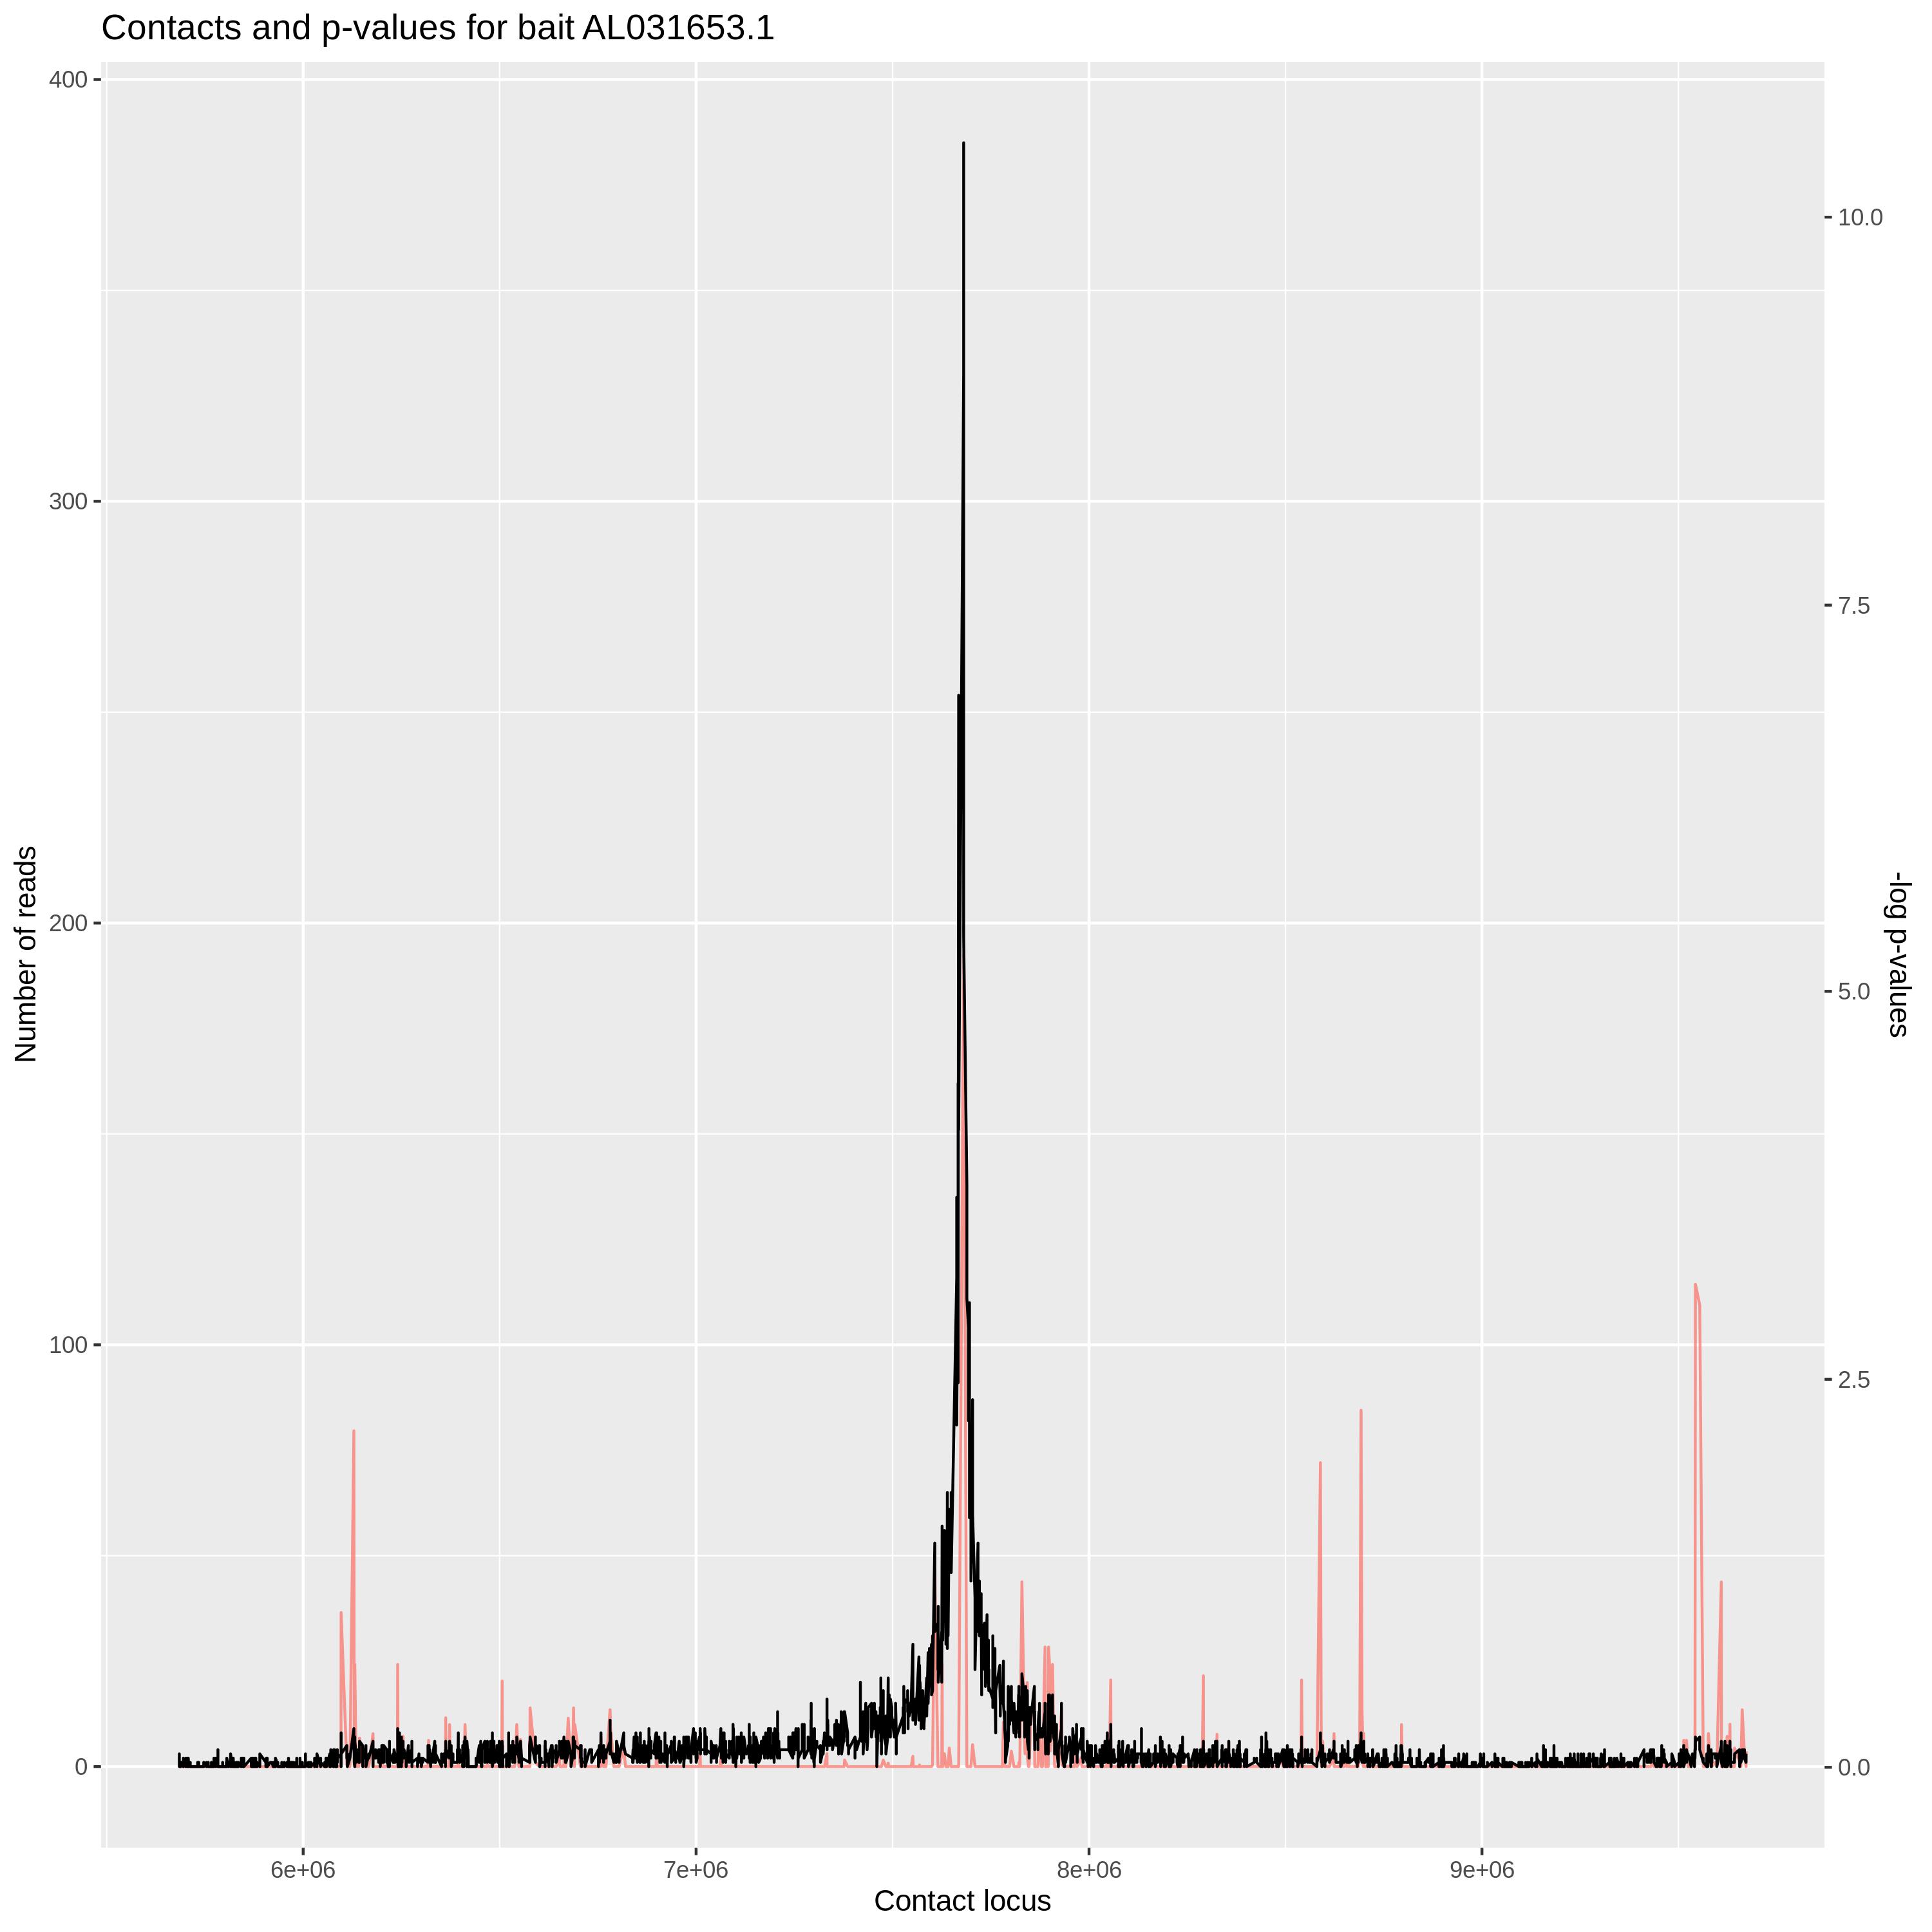 Contacts and p-values for bait AL031653.1
400
300
200
100
0
Number of reads
10.0
7.5
5.0
2.5
0.0
-log p-values
6e+06
7e+06
8e+06
9e+06
Contact locus